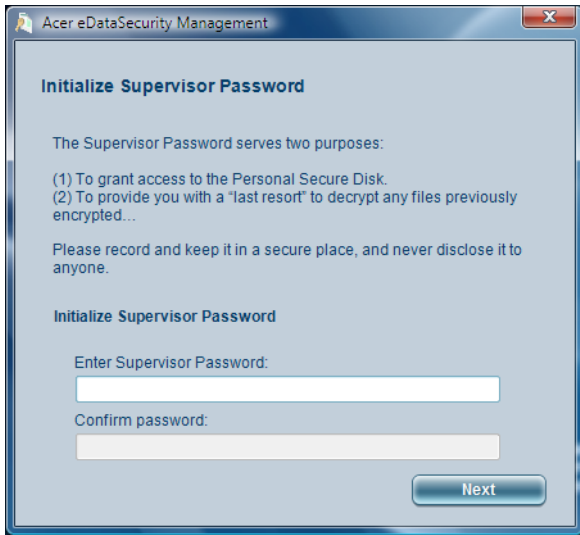 Acer eDataSecurity Management
Initialize Supervisor Password
The Supervisor Password serves two purposes:
(1) To grant access to the Personal Secure Disk.
(2) To provide you with a “last resort” to decrypt any files previously
encrypted...
Please record and keep it in a secure place, and never disclose it to
anyone.
Initialize Supervisor Password
Enter Supervisor Password:
Confirm password:
Next